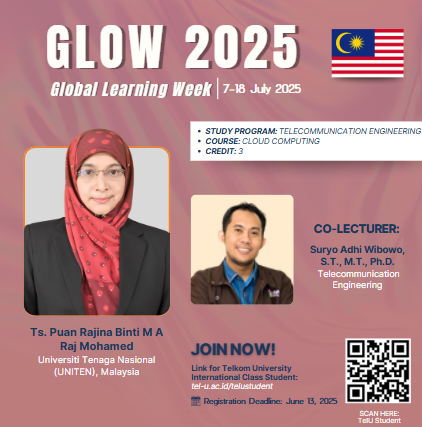 GLOW 2025
Global Learning Week | 7-18 July 2025
• STUDY PROGRAM: TELECOMMUNICATION ENGINEERING
• COURSE: CLOUD COMPUTING
• CREDIT: 3
CO-LECTURER:
Suryo Adhi Wibowo,
S.T., M.T., Ph.D.
Telecommunication
Engineering
Ts. Puan Rajina Binti M A
Raj Mohamed
Universiti Tenaga Nasional
(UNITEN), Malaysia
JOIN NOW!
Link for Telkom University
International Class Student:
tel-u.ac.id/telustudent
Registration Deadline: June 13, 2025
SCAN HERE:
TelU Student